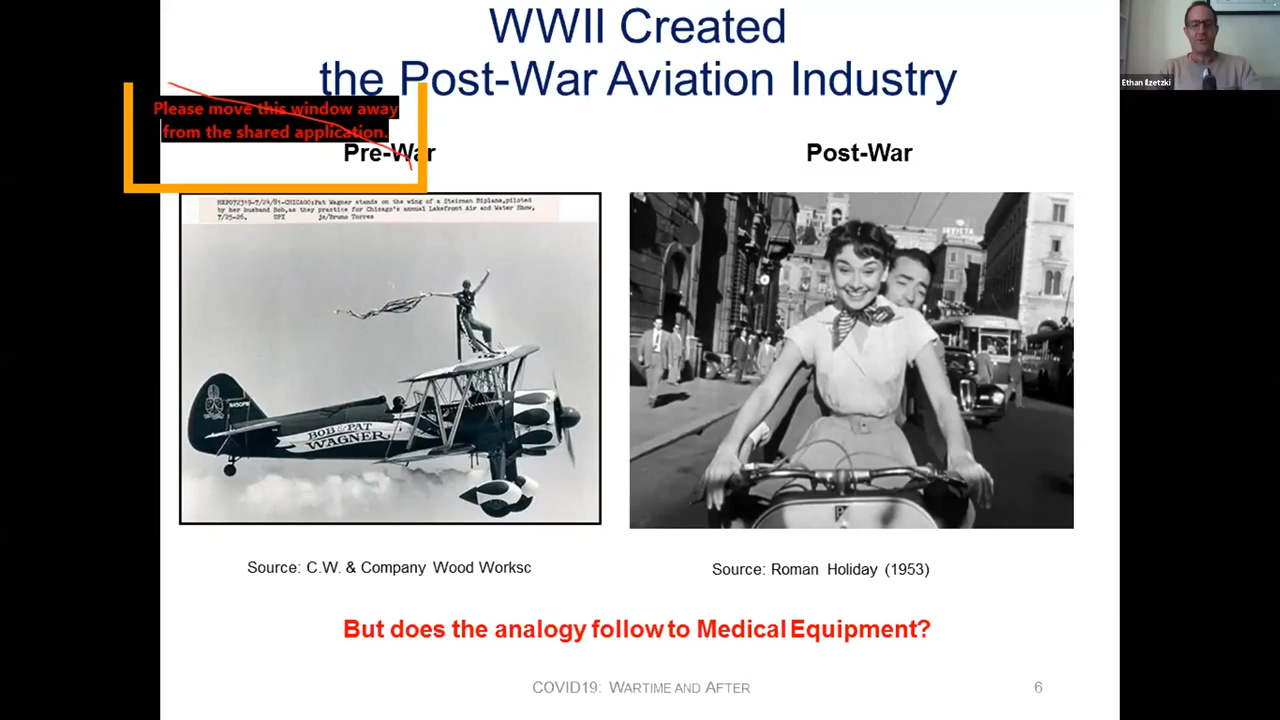 WWII Created
the Post-War Aviation Industry
Ethan Ilzetzki
Please move this window away
from the shared application.
Pre-War
Post-War
NXP072319-7/24/81-CHICAGO:Pat Wagner stands on the wing of a Steirman Biplane,piloted
by her husband Bob,as they practice for Chicago's annual Lakefront Air and Water Show,
7/25-26. UPI js/Bruno Torres
N450PW
BOB & PAT
WAGNER
INVICTA
Source: C.W. & Company Wood Worksc
Source: Roman Holiday (1953)
But does the analogy follow to Medical Equipment?
COVID19: WARTIME AND AFTER
6